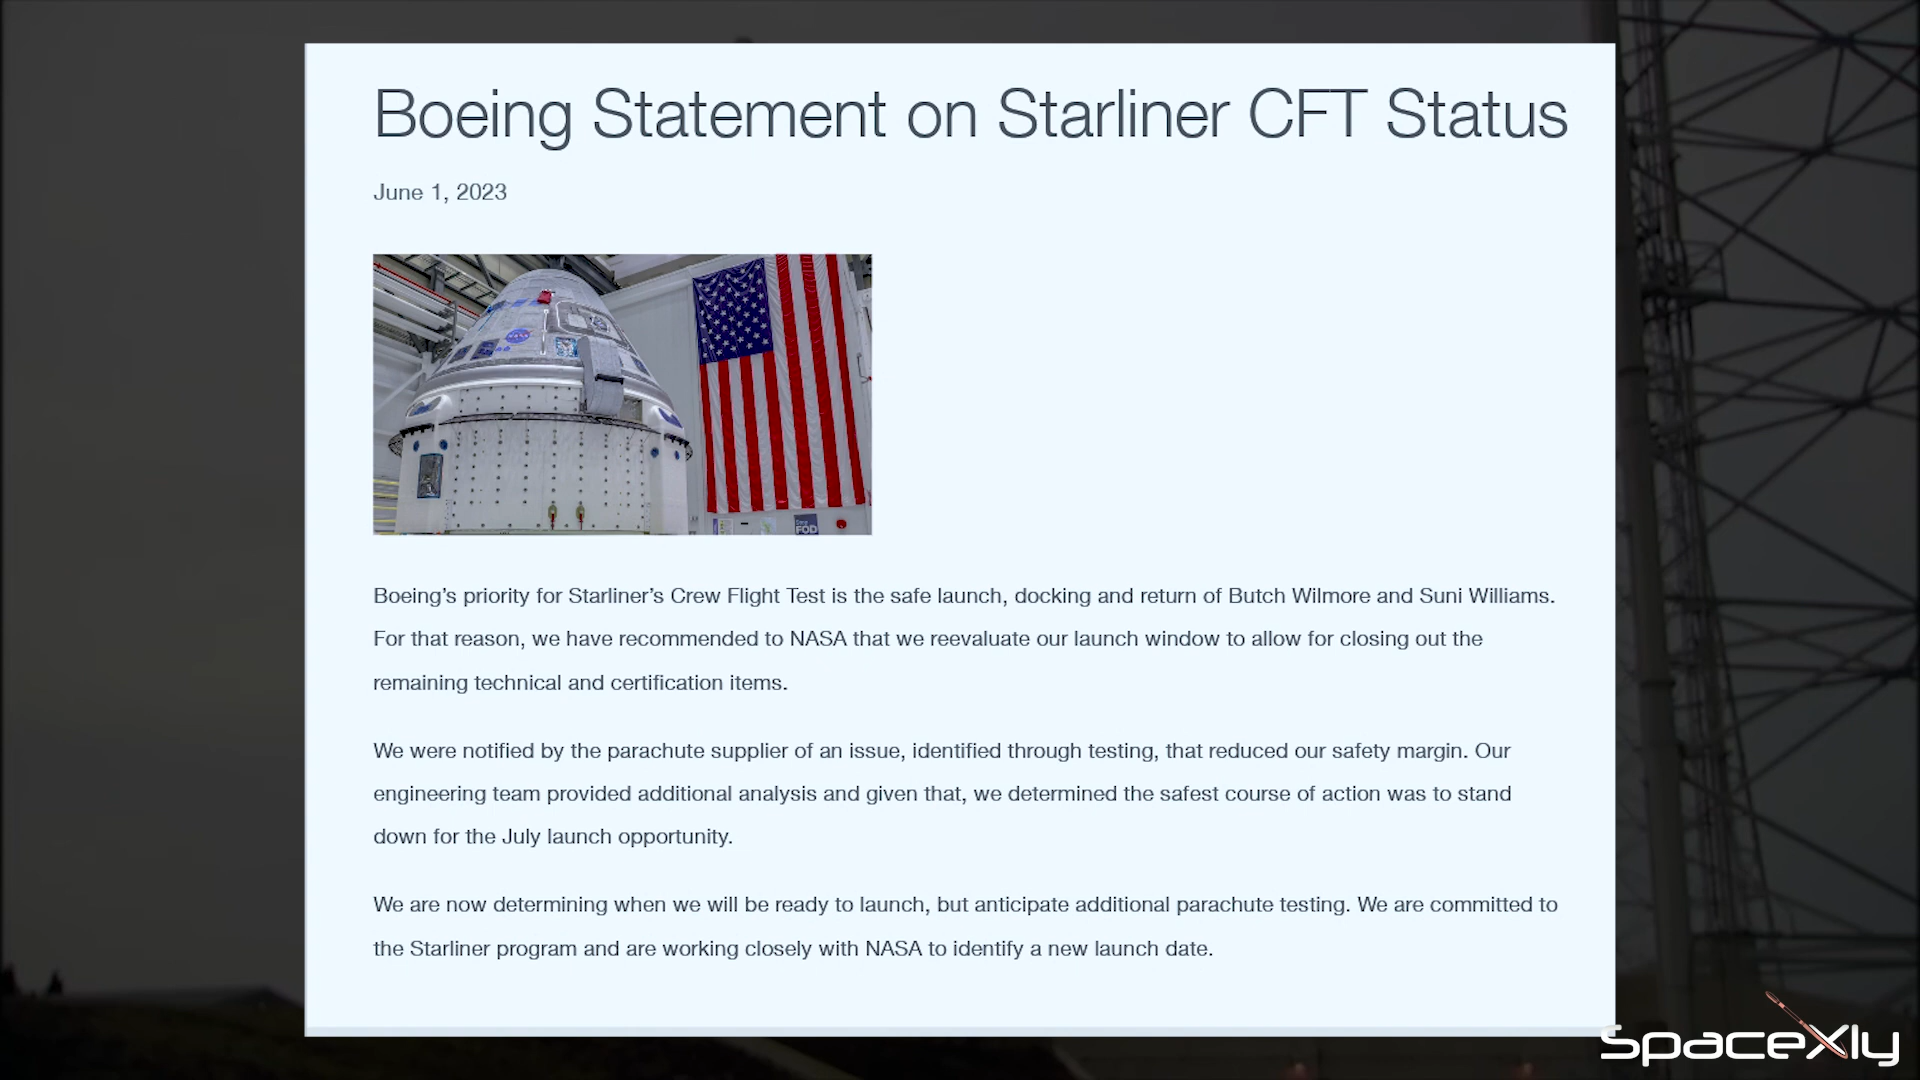 Boeing Statement on Starliner CFT Status
June 1, 2023
NASA
FOD
Boeing’s priority for Starliner’s Crew Flight Test is the safe launch, docking and return of Butch Wilmore and Suni Williams.
For that reason, we have recommended to NASA that we reevaluate our launch window to allow for closing out the
remaining technical and certification items.
We were notified by the parachute supplier of an issue, identified through testing, that reduced our safety margin. Our
engineering team provided additional analysis and given that, we determined the safest course of action was to stand
down for the July launch opportunity.
We are now determining when we will be ready to launch, but anticipate additional parachute testing. We are committed to
the Starliner program and are working closely with NASA to identify a new launch date.
SpaceXly